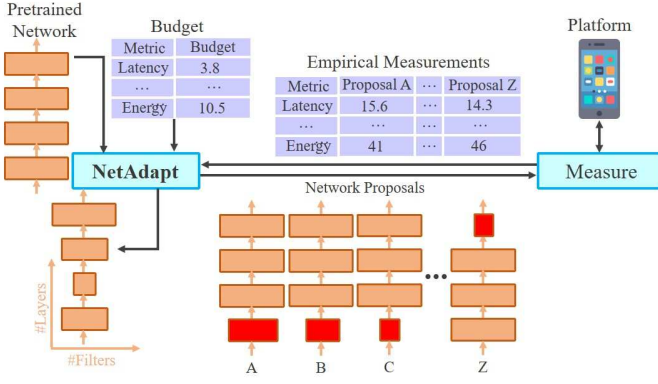 Pretrained
Network
Budget
Metric Budget
Latency 3.8
... ...
Energy 10.5
Platform
Empirical Measurements
Metric Proposal A ... Proposal Z
Latency 15.6 ... 14.3
... ... ... ...
Energy 41 ... 46
NetAdapt
Measure
Network Proposals
...
#Layers
#Filters
A B C Z